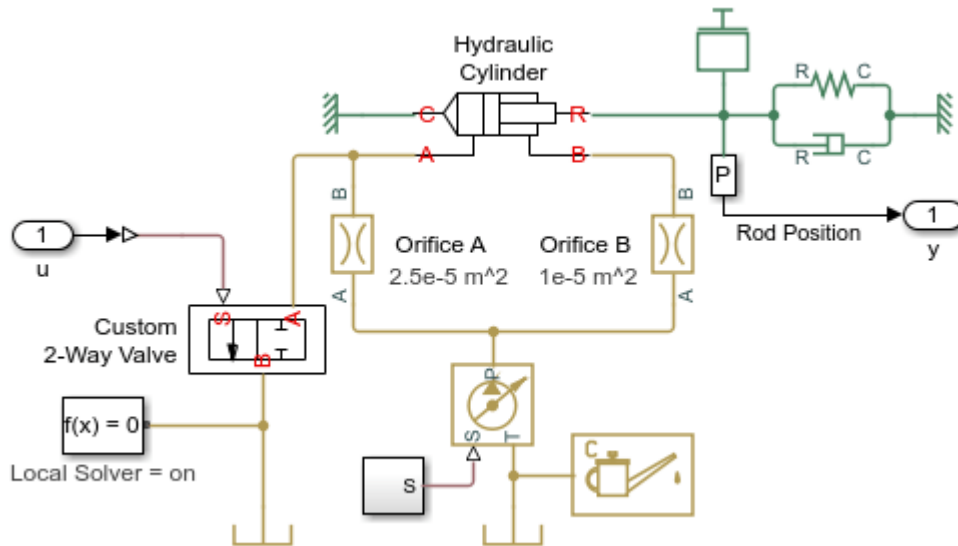 Hydraulic
Cylinder
C
R
A
B
R
C
R
C
P
Rod Position
1
y
1
u
B
Orifice A
2.5e-5 m^2
A
Orifice B
1e-5 m^2
B
A
Custom
2-Way Valve
S
A
B
f(x) = 0
Local Solver = on
P
S
T
S
C